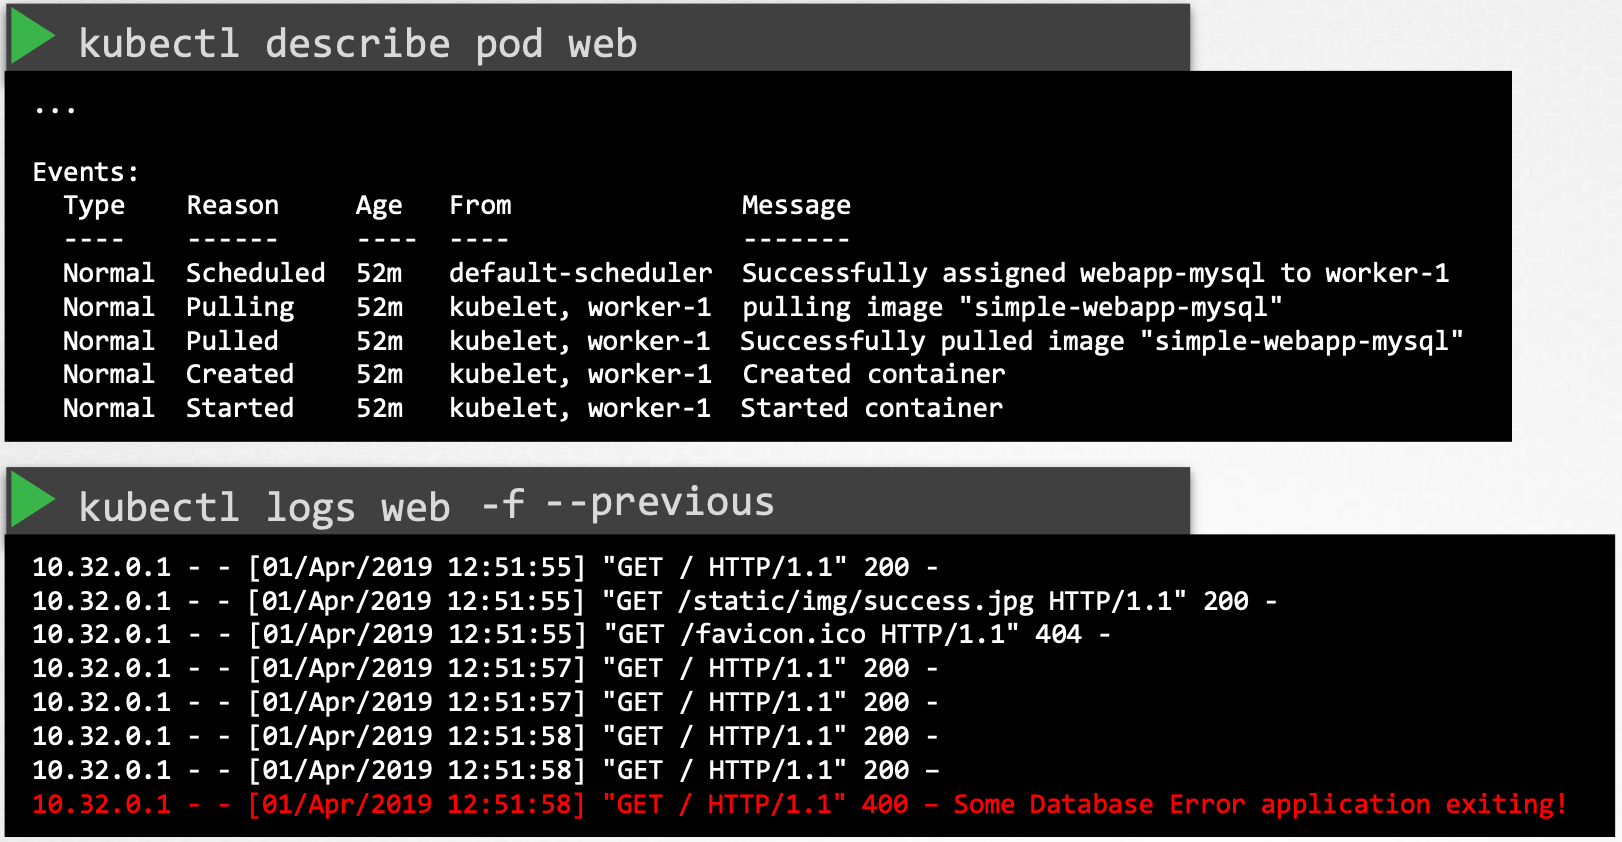 kubectl describe pod web
...
Events:
Type Reason Age From Message
---- ------ ---- ---- -------
Normal Scheduled 52m default-scheduler Successfully assigned webapp-mysql to worker-1
Normal Pulling 52m kubelet, worker-1 pulling image "simple-webapp-mysql"
Normal Pulled 52m kubelet, worker-1 Successfully pulled image "simple-webapp-mysql"
Normal Created 52m kubelet, worker-1 Created container
Normal Started 52m kubelet, worker-1 Started container
kubectl logs web -f --previous
10.32.0.1 - - [01/Apr/2019 12:51:55] "GET / HTTP/1.1" 200 -
10.32.0.1 - - [01/Apr/2019 12:51:55] "GET /static/img/success.jpg HTTP/1.1" 200 -
10.32.0.1 - - [01/Apr/2019 12:51:55] "GET /favicon.ico HTTP/1.1" 404 -
10.32.0.1 - - [01/Apr/2019 12:51:57] "GET / HTTP/1.1" 200 -
10.32.0.1 - - [01/Apr/2019 12:51:57] "GET / HTTP/1.1" 200 -
10.32.0.1 - - [01/Apr/2019 12:51:58] "GET / HTTP/1.1" 200 -
10.32.0.1 - - [01/Apr/2019 12:51:58] "GET / HTTP/1.1" 200 –
10.32.0.1 - - [01/Apr/2019 12:51:58] "GET / HTTP/1.1" 400 – Some Database Error application exiting!